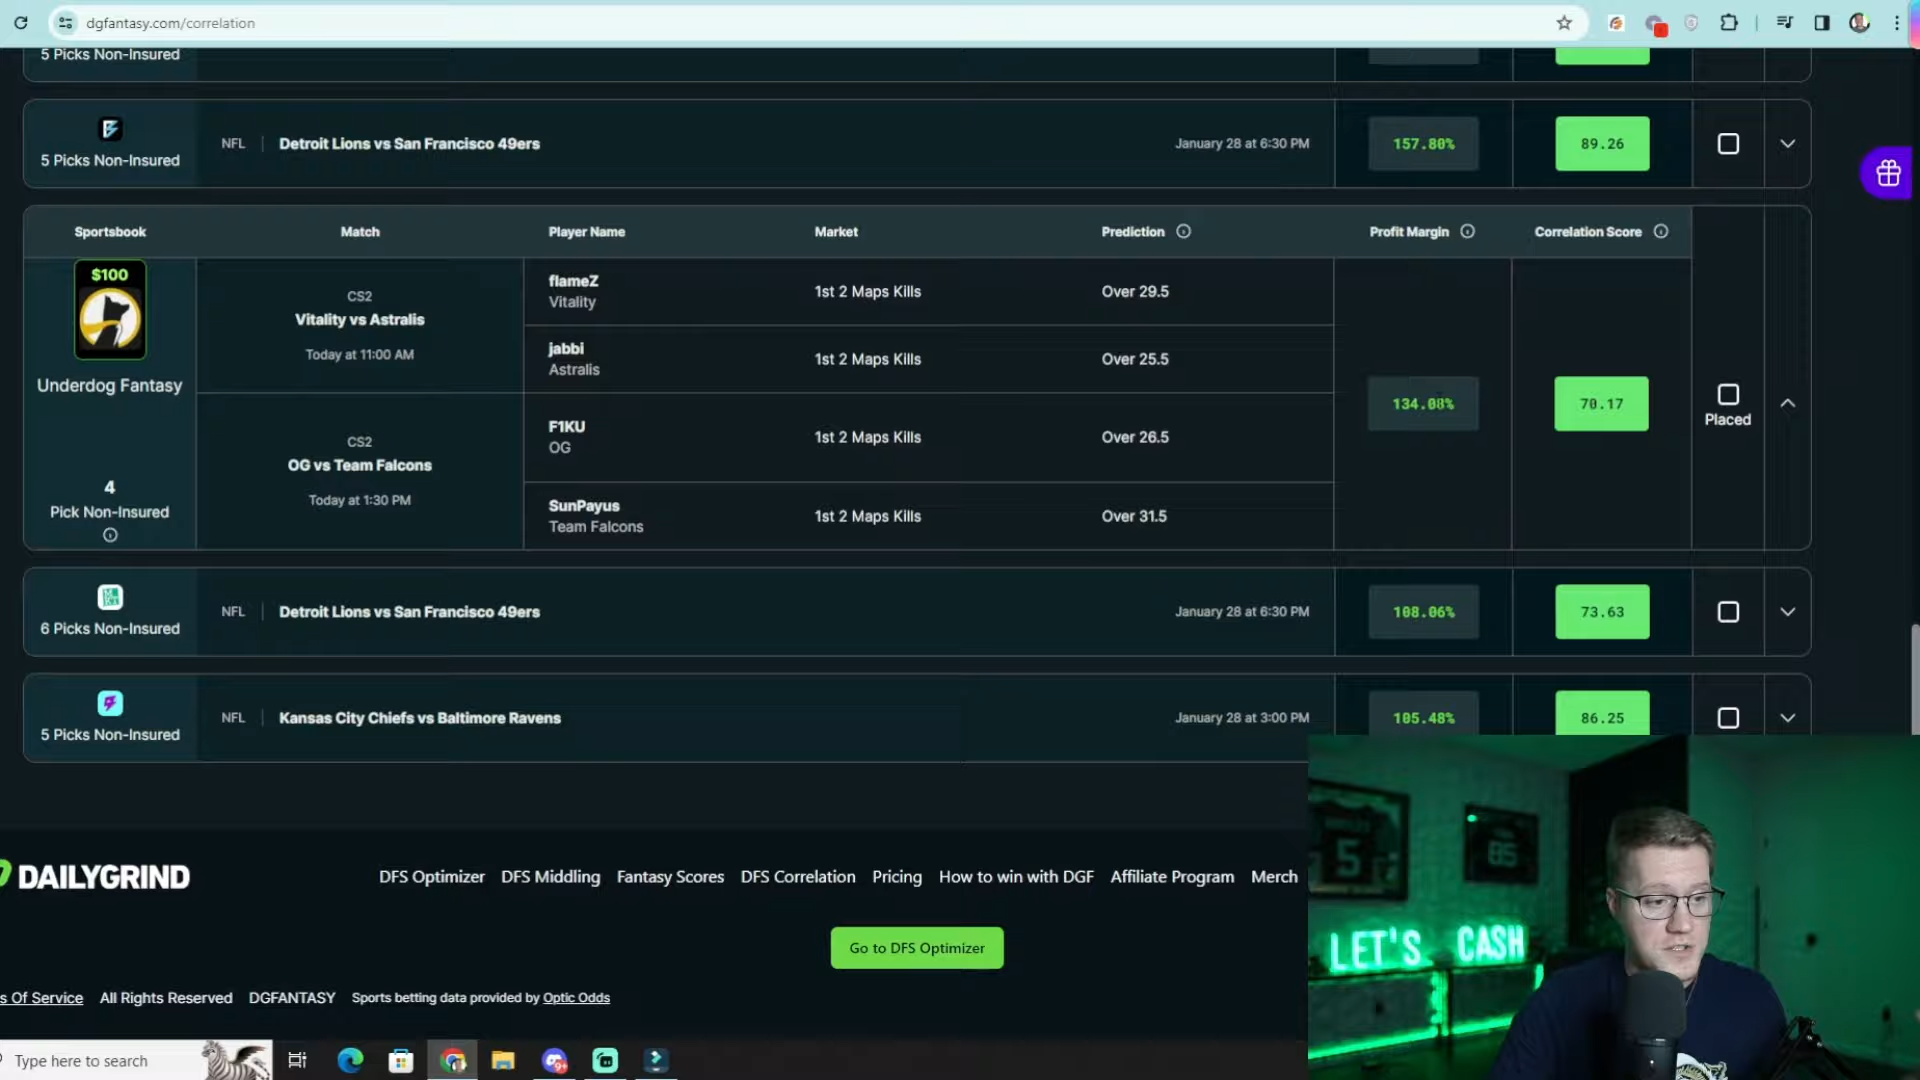 dgfantasy.com/correlation
5 Picks Non-Insured
5 Picks Non-Insured
NFL
Detroit Lions vs San Francisco 49ers
January 28 at 6:30 PM
157.80%
89.26
Sportsbook
Match
Player Name
Market
Prediction
Profit Margin
Correlation Score
$100
Underdog Fantasy
4
Pick Non-Insured
CS2
Vitality vs Astralis
Today at 11:00 AM
flameZ
Vitality
1st 2 Maps Kills
Over 29.5
jabbi
Astralis
1st 2 Maps Kills
Over 25.5
CS2
OG vs Team Falcons
Today at 1:30 PM
F1KU
OG
1st 2 Maps Kills
Over 26.5
SunPayus
Team Falcons
1st 2 Maps Kills
Over 31.5
134.08%
70.17
Placed
6 Picks Non-Insured
NFL
Detroit Lions vs San Francisco 49ers
January 28 at 6:30 PM
108.06%
73.63
5 Picks Non-Insured
NFL
Kansas City Chiefs vs Baltimore Ravens
January 28 at 3:00 PM
105.48%
86.25
DAILYGRIND
DFS Optimizer
DFS Middling
Fantasy Scores
DFS Correlation
Pricing
How to win with DGF
Affiliate Program
Merch
Go to DFS Optimizer
s Of Service
All Rights Reserved
DGFANTASY
Sports betting data provided by Optic Odds
5
85
LET'S CASH
Type here to search